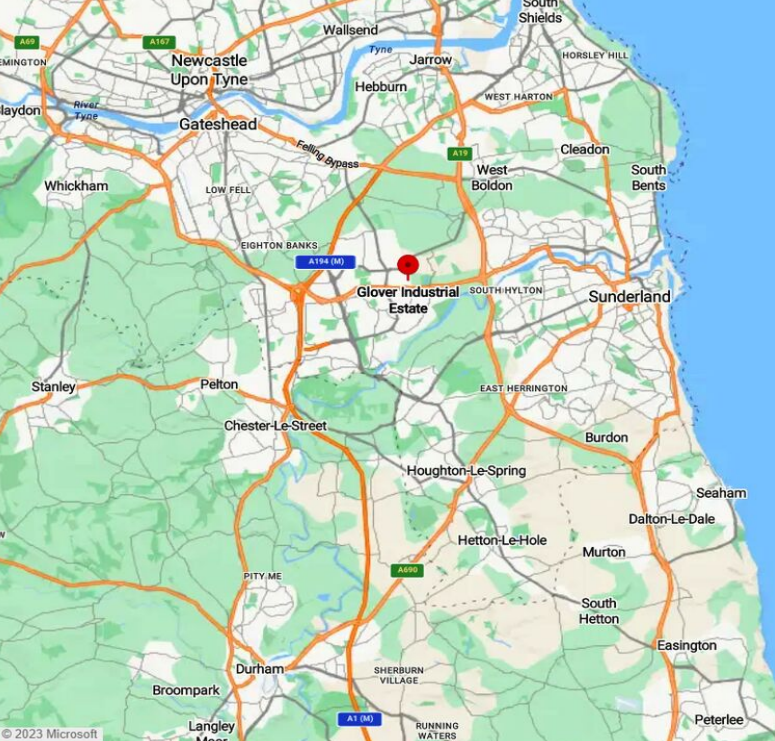 South
Shields
Wallsend
A69
A167
Tyne
Newcastle
Upon Tyne
Jarrow
HORSLEY HILL
EMINGTON
Hebburn
WEST HARTON
laydon
River
Tyne
Gateshead
Felling Bypass
A19
Cleadon
West
Boldon
South
Bents
Whickham
LOW FELL
EIGHTON BANKS
A194 (M)
Glover Industrial
Estate
SOUTH HYLTON
Sunderland
Stanley
Pelton
EAST HERRINGTON
Chester-Le-Street
Burdon
Houghton-Le-Spring
Seaham
Dalton-Le-Dale
W
Hetton-Le-Hole
Murton
A690
PITY ME
South
Hetton
Easington
Durham
SHERBURN
VILLAGE
Broompark
A1 (M)
Peterlee
Langley
Moor
RUNNING
WATERS
© 2023 Microsoft